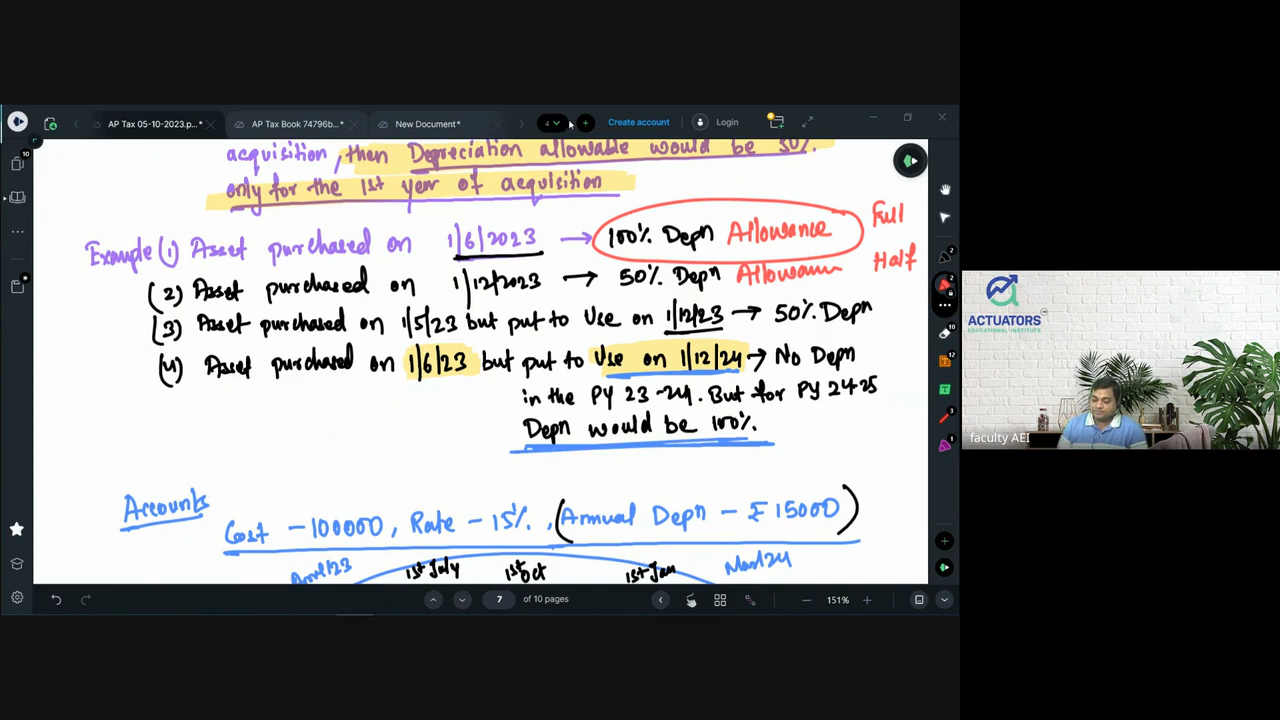 AP Tax 05-10-2023.p...*
AP Tax Book 74796b...*
New Document*
4
Create account
Login
acquisition, then Depreciation allowable would be 50%.
only for the 1st year of acquisition
Example (1) Asset purchased on 1/6/2023 → 100% Depn Allowance Full
(2) Asset purchased on 1/12/2023 → 50% Depn Allowann Half
(3) Asset purchased on 1/5/23 but put to Use on 1/12/23 → 50% Depn
(4) Asset purchased on 1/6/23 but put to Use on 1/12/24 → No Depn
in the PY 23-24. But for PY 24 25
Depn would be 100%.
Accounts
Cost - 100000, Rate - 15%, (Annual Depn - ₹ 15000)
April 23 1st July 1st Oct 1st Jan Mar 24
7 of 10 pages
151%
ACTUATORS
EDUCATIONAL INSTITUTE
faculty AEI